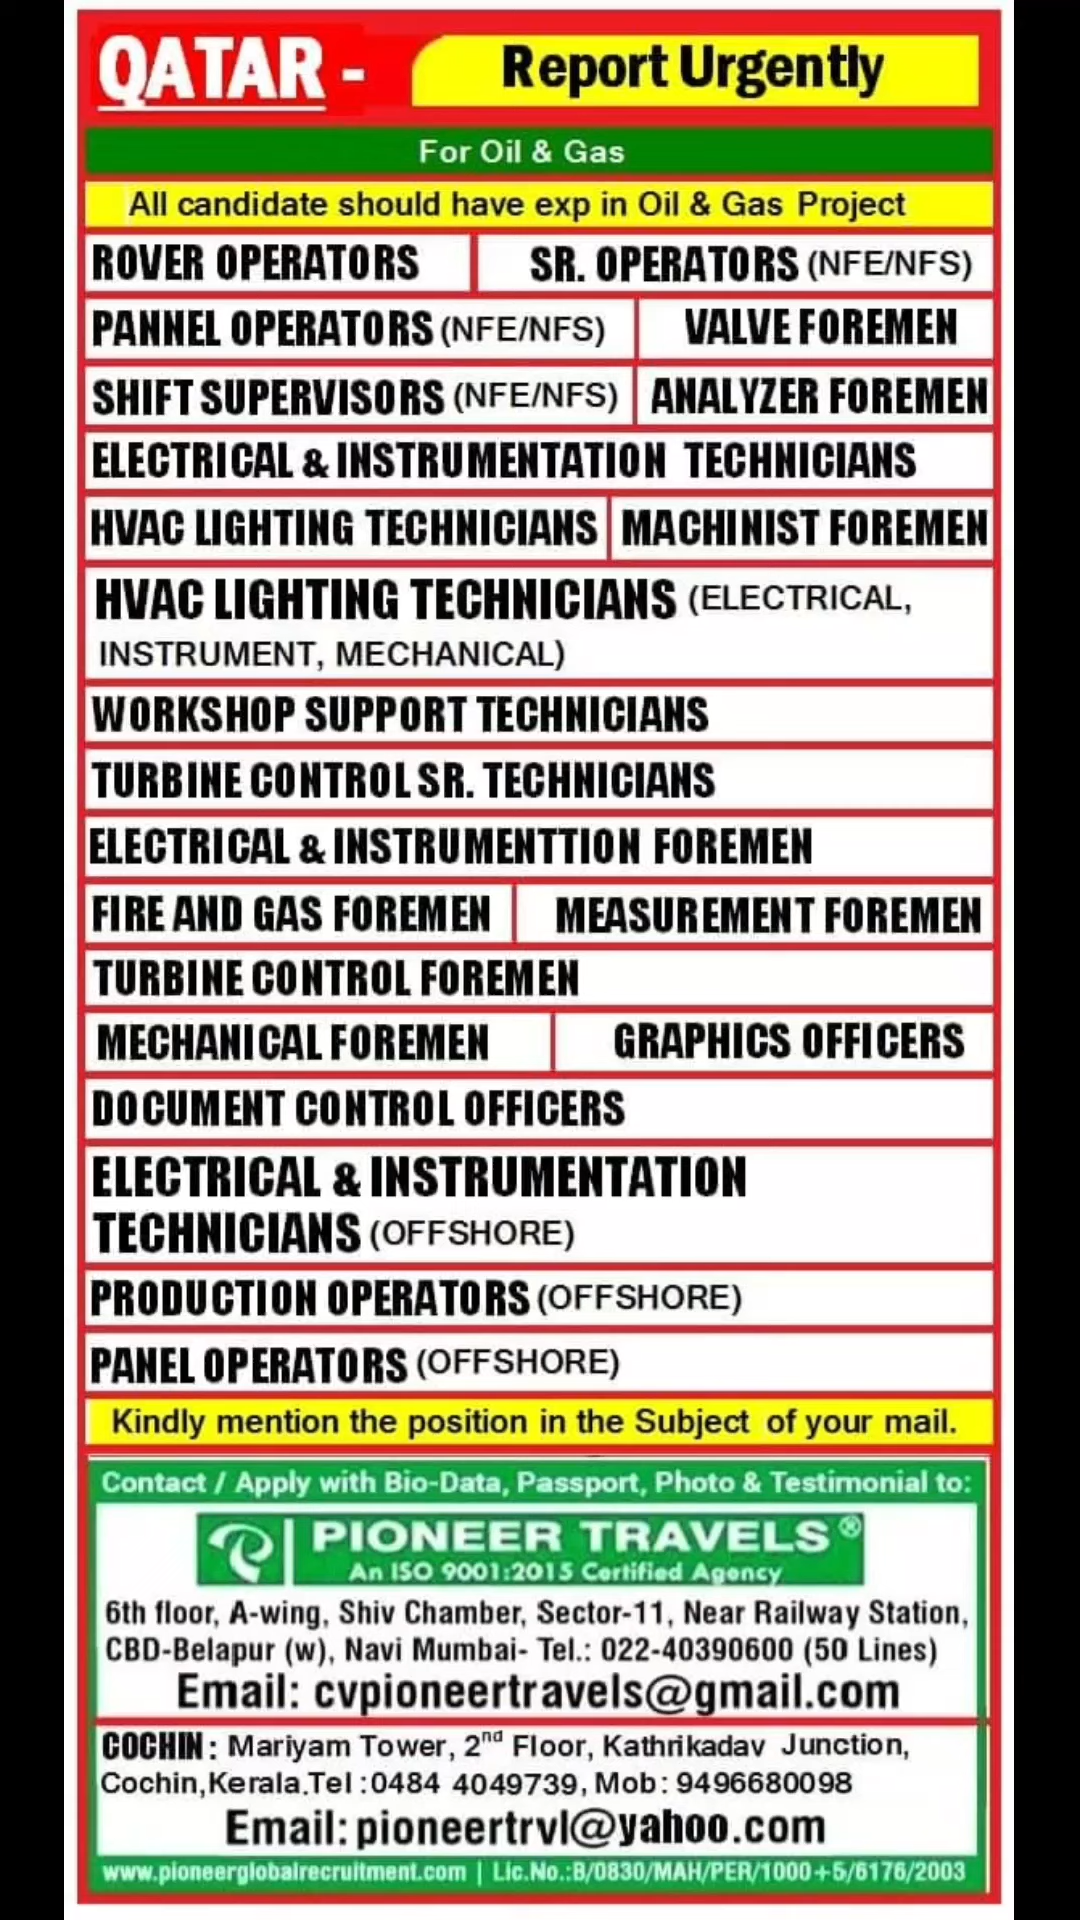 QATAR - Report Urgently
For Oil & Gas
All candidate should have exp in Oil & Gas Project
ROVER OPERATORS
SR. OPERATORS (NFE/NFS)
PANNEL OPERATORS (NFE/NFS)
VALVE FOREMEN
SHIFT SUPERVISORS (NFE/NFS)
ANALYZER FOREMEN
ELECTRICAL & INSTRUMENTATION TECHNICIANS
HVAC LIGHTING TECHNICIANS
MACHINIST FOREMEN
HVAC LIGHTING TECHNICIANS (ELECTRICAL,
INSTRUMENT, MECHANICAL)
WORKSHOP SUPPORT TECHNICIANS
TURBINE CONTROL SR. TECHNICIANS
ELECTRICAL & INSTRUMENTTION FOREMEN
FIRE AND GAS FOREMEN
MEASUREMENT FOREMEN
TURBINE CONTROL FOREMEN
MECHANICAL FOREMEN
GRAPHICS OFFICERS
DOCUMENT CONTROL OFFICERS
ELECTRICAL & INSTRUMENTATION
TECHNICIANS (OFFSHORE)
PRODUCTION OPERATORS (OFFSHORE)
PANEL OPERATORS (OFFSHORE)
Kindly mention the position in the Subject of your mail.
Contact / Apply with Bio-Data, Passport, Photo & Testimonial to:
PIONEER TRAVELS ®
An ISO 9001:2015 Certified Agency
6th floor, A-wing, Shiv Chamber, Sector-11, Near Railway Station,
CBD-Belapur (w), Navi Mumbai- Tel.: 022-40390600 (50 Lines)
Email: cvpioneertravels@gmail.com
COCHIN : Mariyam Tower, 2nd Floor, Kathrikadav Junction,
Cochin,Kerala.Tel :0484 4049739, Mob: 9496680098
Email: pioneertrvl@yahoo.com
www.pioneerglobalrecruitment.com | Lic.No.:B/0830/MAH/PER/1000+5/6176/2003